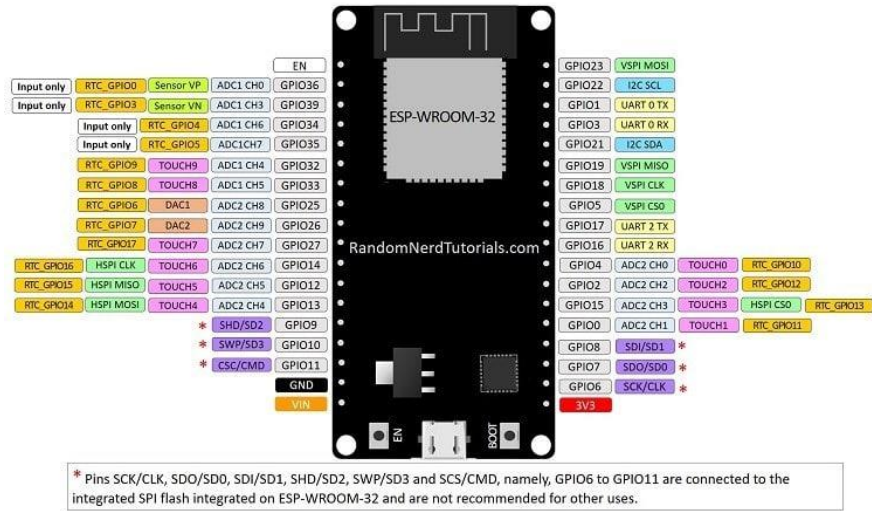 EN
Input only RTC_GPIO0 Sensor VP ADC1 CH0 GPIO36
Input only RTC_GPIO3 Sensor VN ADC1 CH3 GPIO39
Input only RTC_GPIO4 ADC1 CH6 GPIO34
Input only RTC_GPIO5 ADC1CH7 GPIO35
RTC_GPIO9 TOUCH9 ADC1 CH4 GPIO32
RTC_GPIO8 TOUCH8 ADC1 CH5 GPIO33
RTC_GPIO6 DAC1 ADC2 CH8 GPIO25
RTC_GPIO7 DAC2 ADC2 CH9 GPIO26
RTC_GPIO17 TOUCH7 ADC2 CH7 GPIO27
RTC_GPIO16 HSPI CLK TOUCH6 ADC2 CH6 GPIO14
RTC_GPIO15 HSPI MISO TOUCH5 ADC2 CH5 GPIO12
RTC_GPIO14 HSPI MOSI TOUCH4 ADC2 CH4 GPIO13
* SHD/SD2 GPIO9
* SWP/SD3 GPIO10
* CSC/CMD GPIO11
GND
VIN
ESP-WROOM-32
RandomNerdTutorials.com
EN
BOOT
GPIO23 VSPI MOSI
GPIO22 I2C SCL
GPIO1 UART 0 TX
GPIO3 UART 0 RX
GPIO21 I2C SDA
GPIO19 VSPI MISO
GPIO18 VSPI CLK
GPIO5 VSPI CS0
GPIO17 UART 2 TX
GPIO16 UART 2 RX
GPIO4 ADC2 CH0 TOUCH0 RTC_GPIO10
GPIO2 ADC2 CH2 TOUCH2 RTC_GPIO12
GPIO15 ADC2 CH3 TOUCH3 HSPI CS0 RTC_GPIO13
GPIO0 ADC2 CH1 TOUCH1 RTC_GPIO11
GPIO8 SDI/SD1 *
GPIO7 SDO/SD0 *
GPIO6 SCK/CLK *
3V3
* Pins SCK/CLK, SDO/SD0, SDI/SD1, SHD/SD2, SWP/SD3 and SCS/CMD, namely, GPIO6 to GPIO11 are connected to the
integrated SPI flash integrated on ESP-WROOM-32 and are not recommended for other uses.